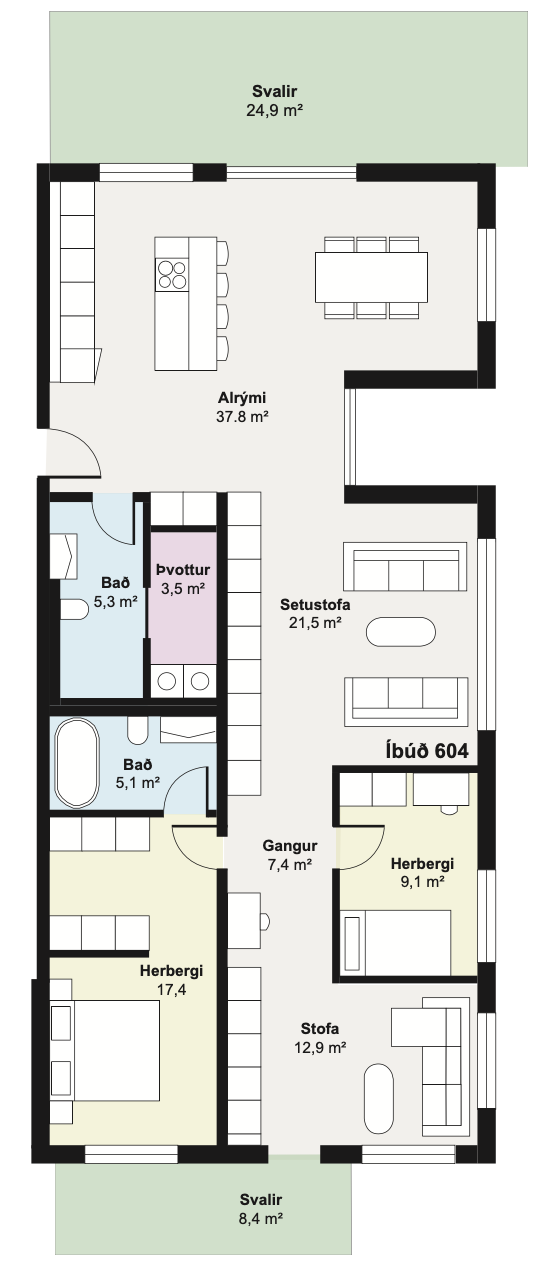 Svalir
24,9 m²
Alrými
37.8 m²
Þvottur
3,5 m²
Bað
5,3 m²
Setustofa
21,5 m²
Íbúð 604
Bað
5,1 m²
Gangur
7,4 m²
Herbergi
9,1 m²
Herbergi
17,4
Stofa
12,9 m²
Svalir
8,4 m²